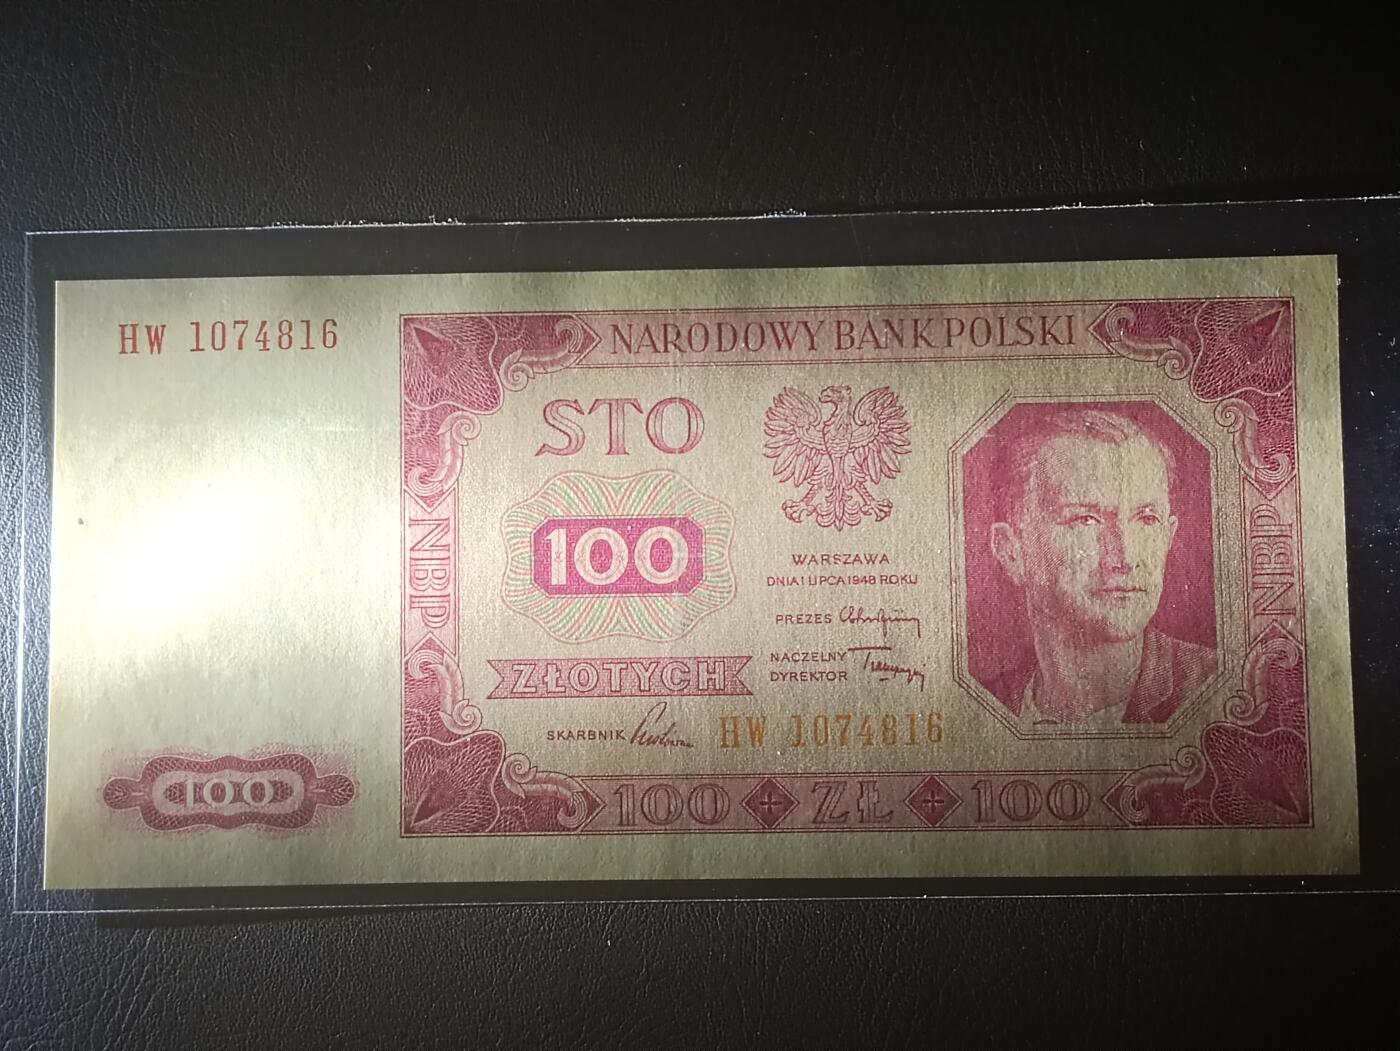 HW 1074816
NARODOWY BANK POLSKI
STO
100
WARSZAWA
DNIA 1 LIPCA 1948 ROKU
PREZES
NACZELNY
DYREKTOR
ZŁOTYCH
SKARBNIK
HW 1074816
NBP
NBP
100
100 ZŁ 100